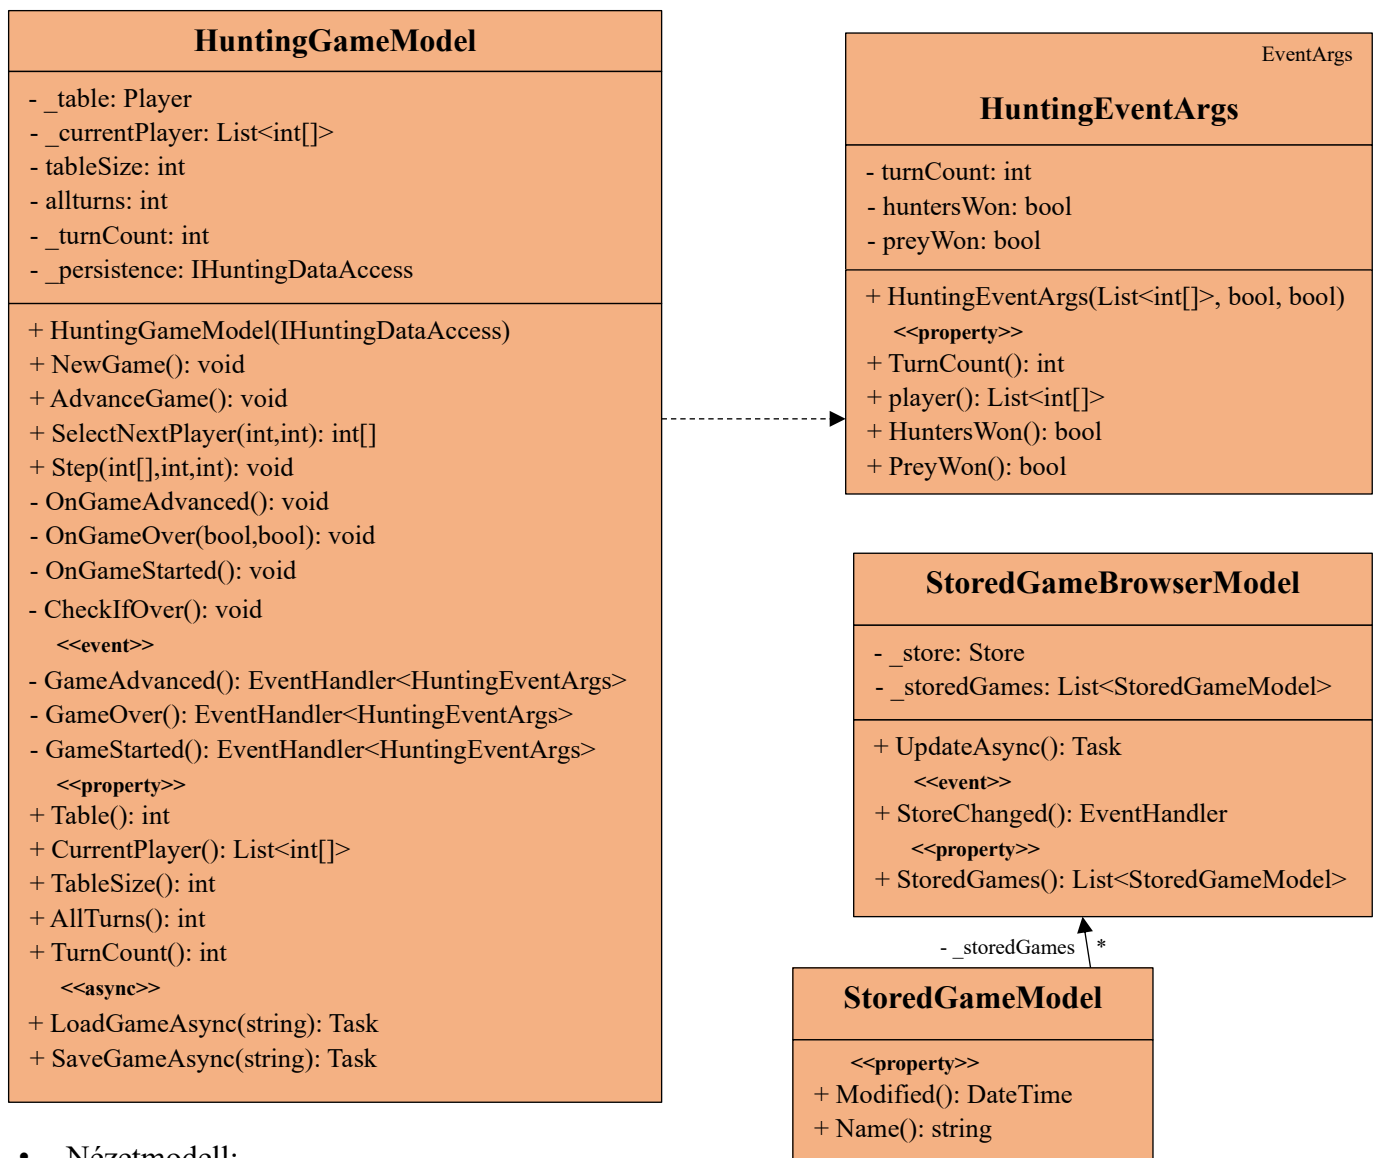 HuntingGameModel
- _table: Player
- _currentPlayer: List<int[]>
- tableSize: int
- allturns: int
- _turnCount: int
- _persistence: IHuntingDataAccess
+ HuntingGameModel(IHuntingDataAccess)
+ NewGame(): void
+ AdvanceGame(): void
+ SelectNextPlayer(int,int): int[]
+ Step(int[],int,int): void
- OnGameAdvanced(): void
- OnGameOver(bool,bool): void
- OnGameStarted(): void
- CheckIfOver(): void
<<event>>
- GameAdvanced(): EventHandler<HuntingEventArgs>
- GameOver(): EventHandler<HuntingEventArgs>
- GameStarted(): EventHandler<HuntingEventArgs>
<<property>>
+ Table(): int
+ CurrentPlayer(): List<int[]>
+ TableSize(): int
+ AllTurns(): int
+ TurnCount(): int
<<async>>
+ LoadGameAsync(string): Task
+ SaveGameAsync(string): Task
EventArgs
HuntingEventArgs
- turnCount: int
- huntersWon: bool
- preyWon: bool
+ HuntingEventArgs(List<int[]>, bool, bool)
<<property>>
+ TurnCount(): int
+ player(): List<int[]>
+ HuntersWon(): bool
+ PreyWon(): bool
StoredGameBrowserModel
- _store: Store
- _storedGames: List<StoredGameModel>
+ UpdateAsync(): Task
<<event>>
+ StoreChanged(): EventHandler
<<property>>
+ StoredGames(): List<StoredGameModel>
- _storedGames *
StoredGameModel
<<property>>
+ Modified(): DateTime
+ Name(): string
• Nézetmodell: